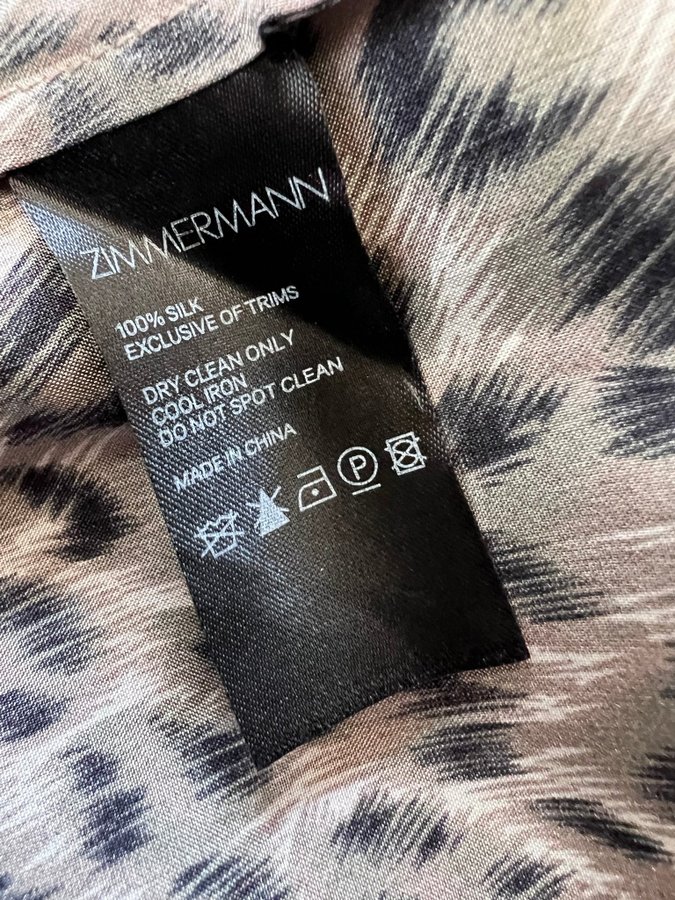 ZIMMERMANN
100% SILK
EXCLUSIVE OF TRIMS
DRY CLEAN ONLY
COOL IRON
DO NOT SPOT CLEAN
MADE IN CHINA
P